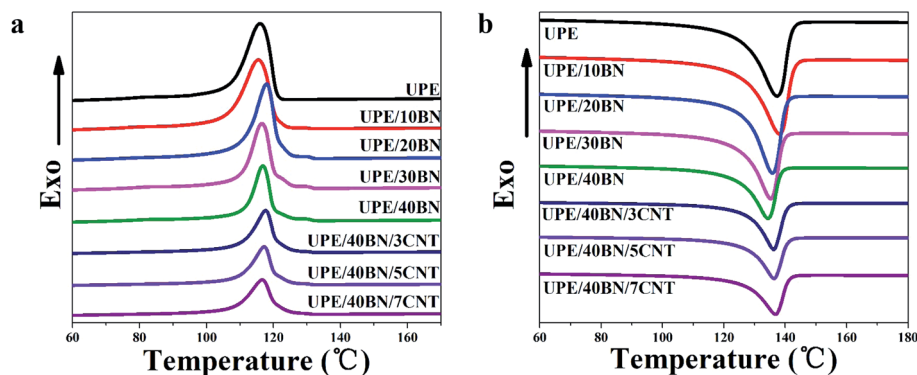 a
Exo
UPE
UPE/10BN
UPE/20BN
UPE/30BN
UPE/40BN
UPE/40BN/3CNT
UPE/40BN/5CNT
UPE/40BN/7CNT
60 80 100 120 140 160
Temperature (℃)
b
Exo
UPE
UPE/10BN
UPE/20BN
UPE/30BN
UPE/40BN
UPE/40BN/3CNT
UPE/40BN/5CNT
UPE/40BN/7CNT
60 80 100 120 140 160 180
Temperature (℃)